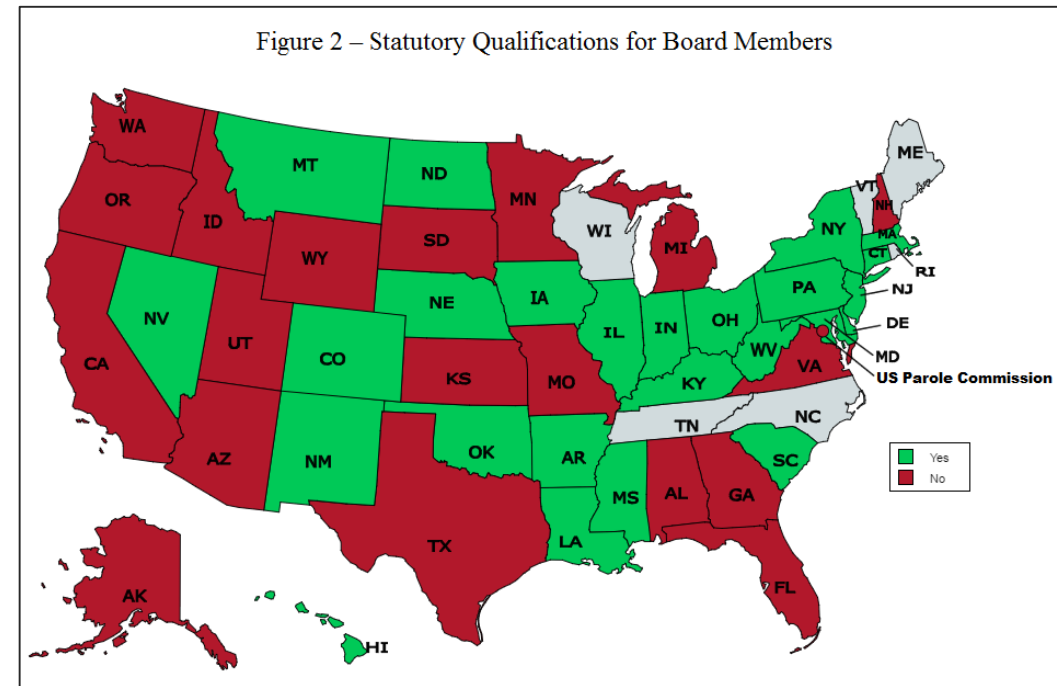 Figure 2 – Statutory Qualifications for Board Members
WA
MT
ND
MN
ME
VT
NH
OR
ID
SD
WI
MI
NY
MA
CT
RI
WY
NJ
PA
NE
IA
NV
UT
CO
IL
IN
OH
DE
WV
MD
CA
KS
MO
KY
VA
US Parole Commission
NC
TN
AZ
NM
OK
AR
SC
Yes
No
MS
AL
GA
TX
LA
FL
AK
HI